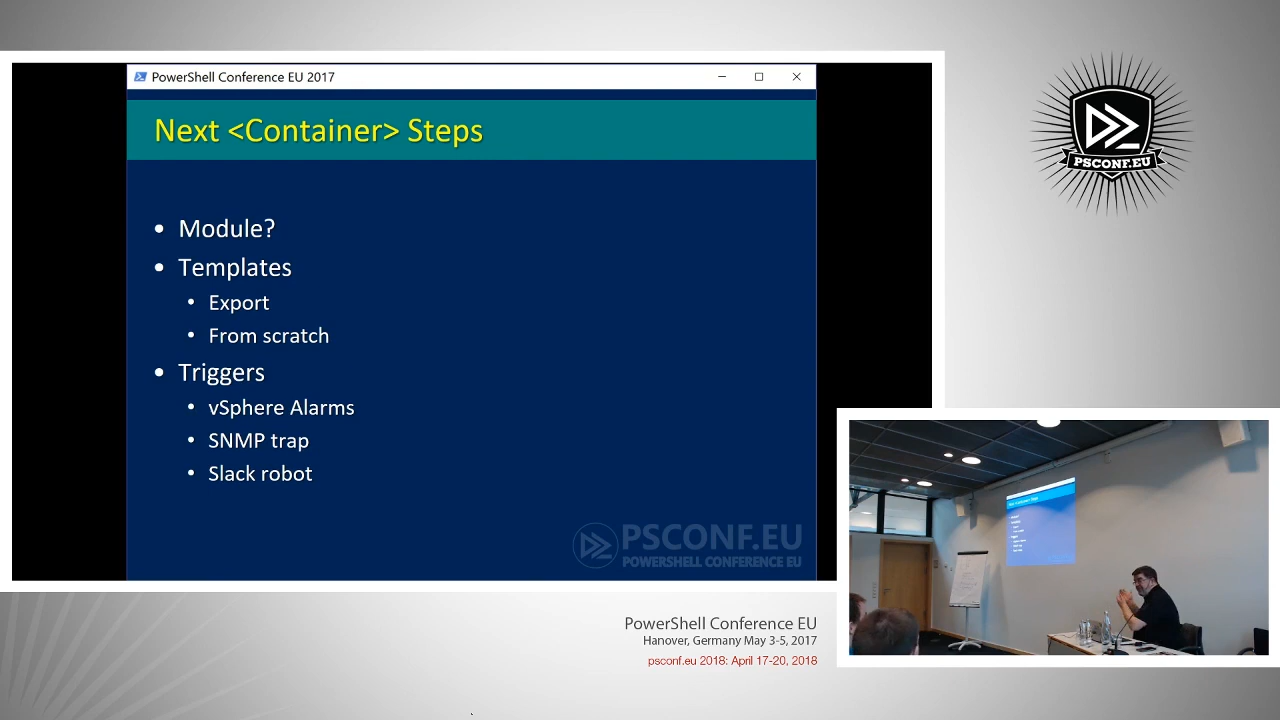 PowerShell Conference EU 2017
Next <Container> Steps
• Module?
• Templates
• Export
• From scratch
• Triggers
• vSphere Alarms
• SNMP trap
• Slack robot
PSCONF.EU
POWERSHELL CONFERENCE EU
PSCONF.EU
PowerShell Conference EU
Hanover, Germany May 3-5, 2017
psconf.eu 2018: April 17-20, 2018